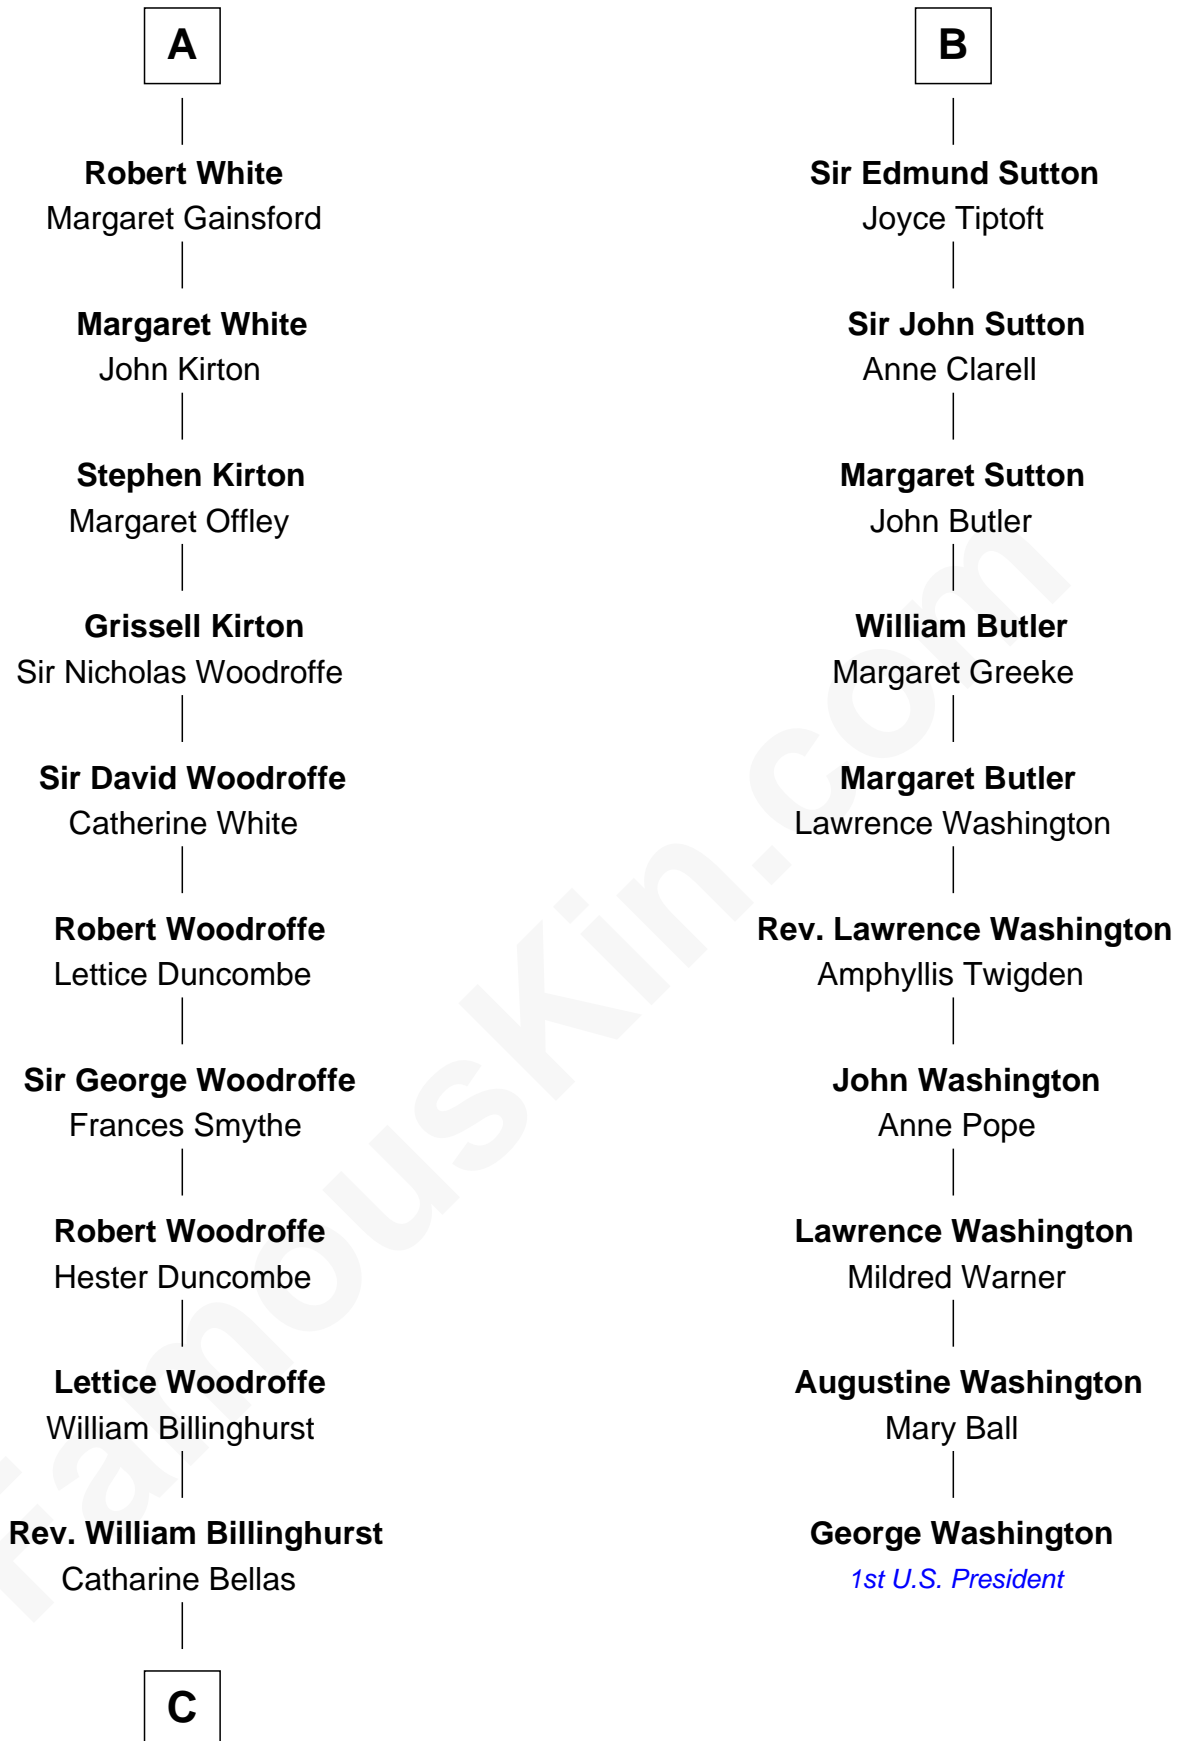 A
Robert White
Margaret Gainsford
Margaret White
John Kirton
Stephen Kirton
Margaret Offley
Grissell Kirton
Sir Nicholas Woodroffe
Sir David Woodroffe
Catherine White
Robert Woodroffe
Lettice Duncombe
Sir George Woodroffe
Frances Smythe
Robert Woodroffe
Hester Duncombe
Lettice Woodroffe
William Billinghurst
Rev. William Billinghurst
Catharine Bellas
C
B
Sir Edmund Sutton
Joyce Tiptoft
Sir John Sutton
Anne Clarell
Margaret Sutton
John Butler
William Butler
Margaret Greeke
Margaret Butler
Lawrence Washington
Rev. Lawrence Washington
Amphyllis Twigden
John Washington
Anne Pope
Lawrence Washington
Mildred Warner
Augustine Washington
Mary Ball
George Washington
1st U.S. President
FamousKin.com